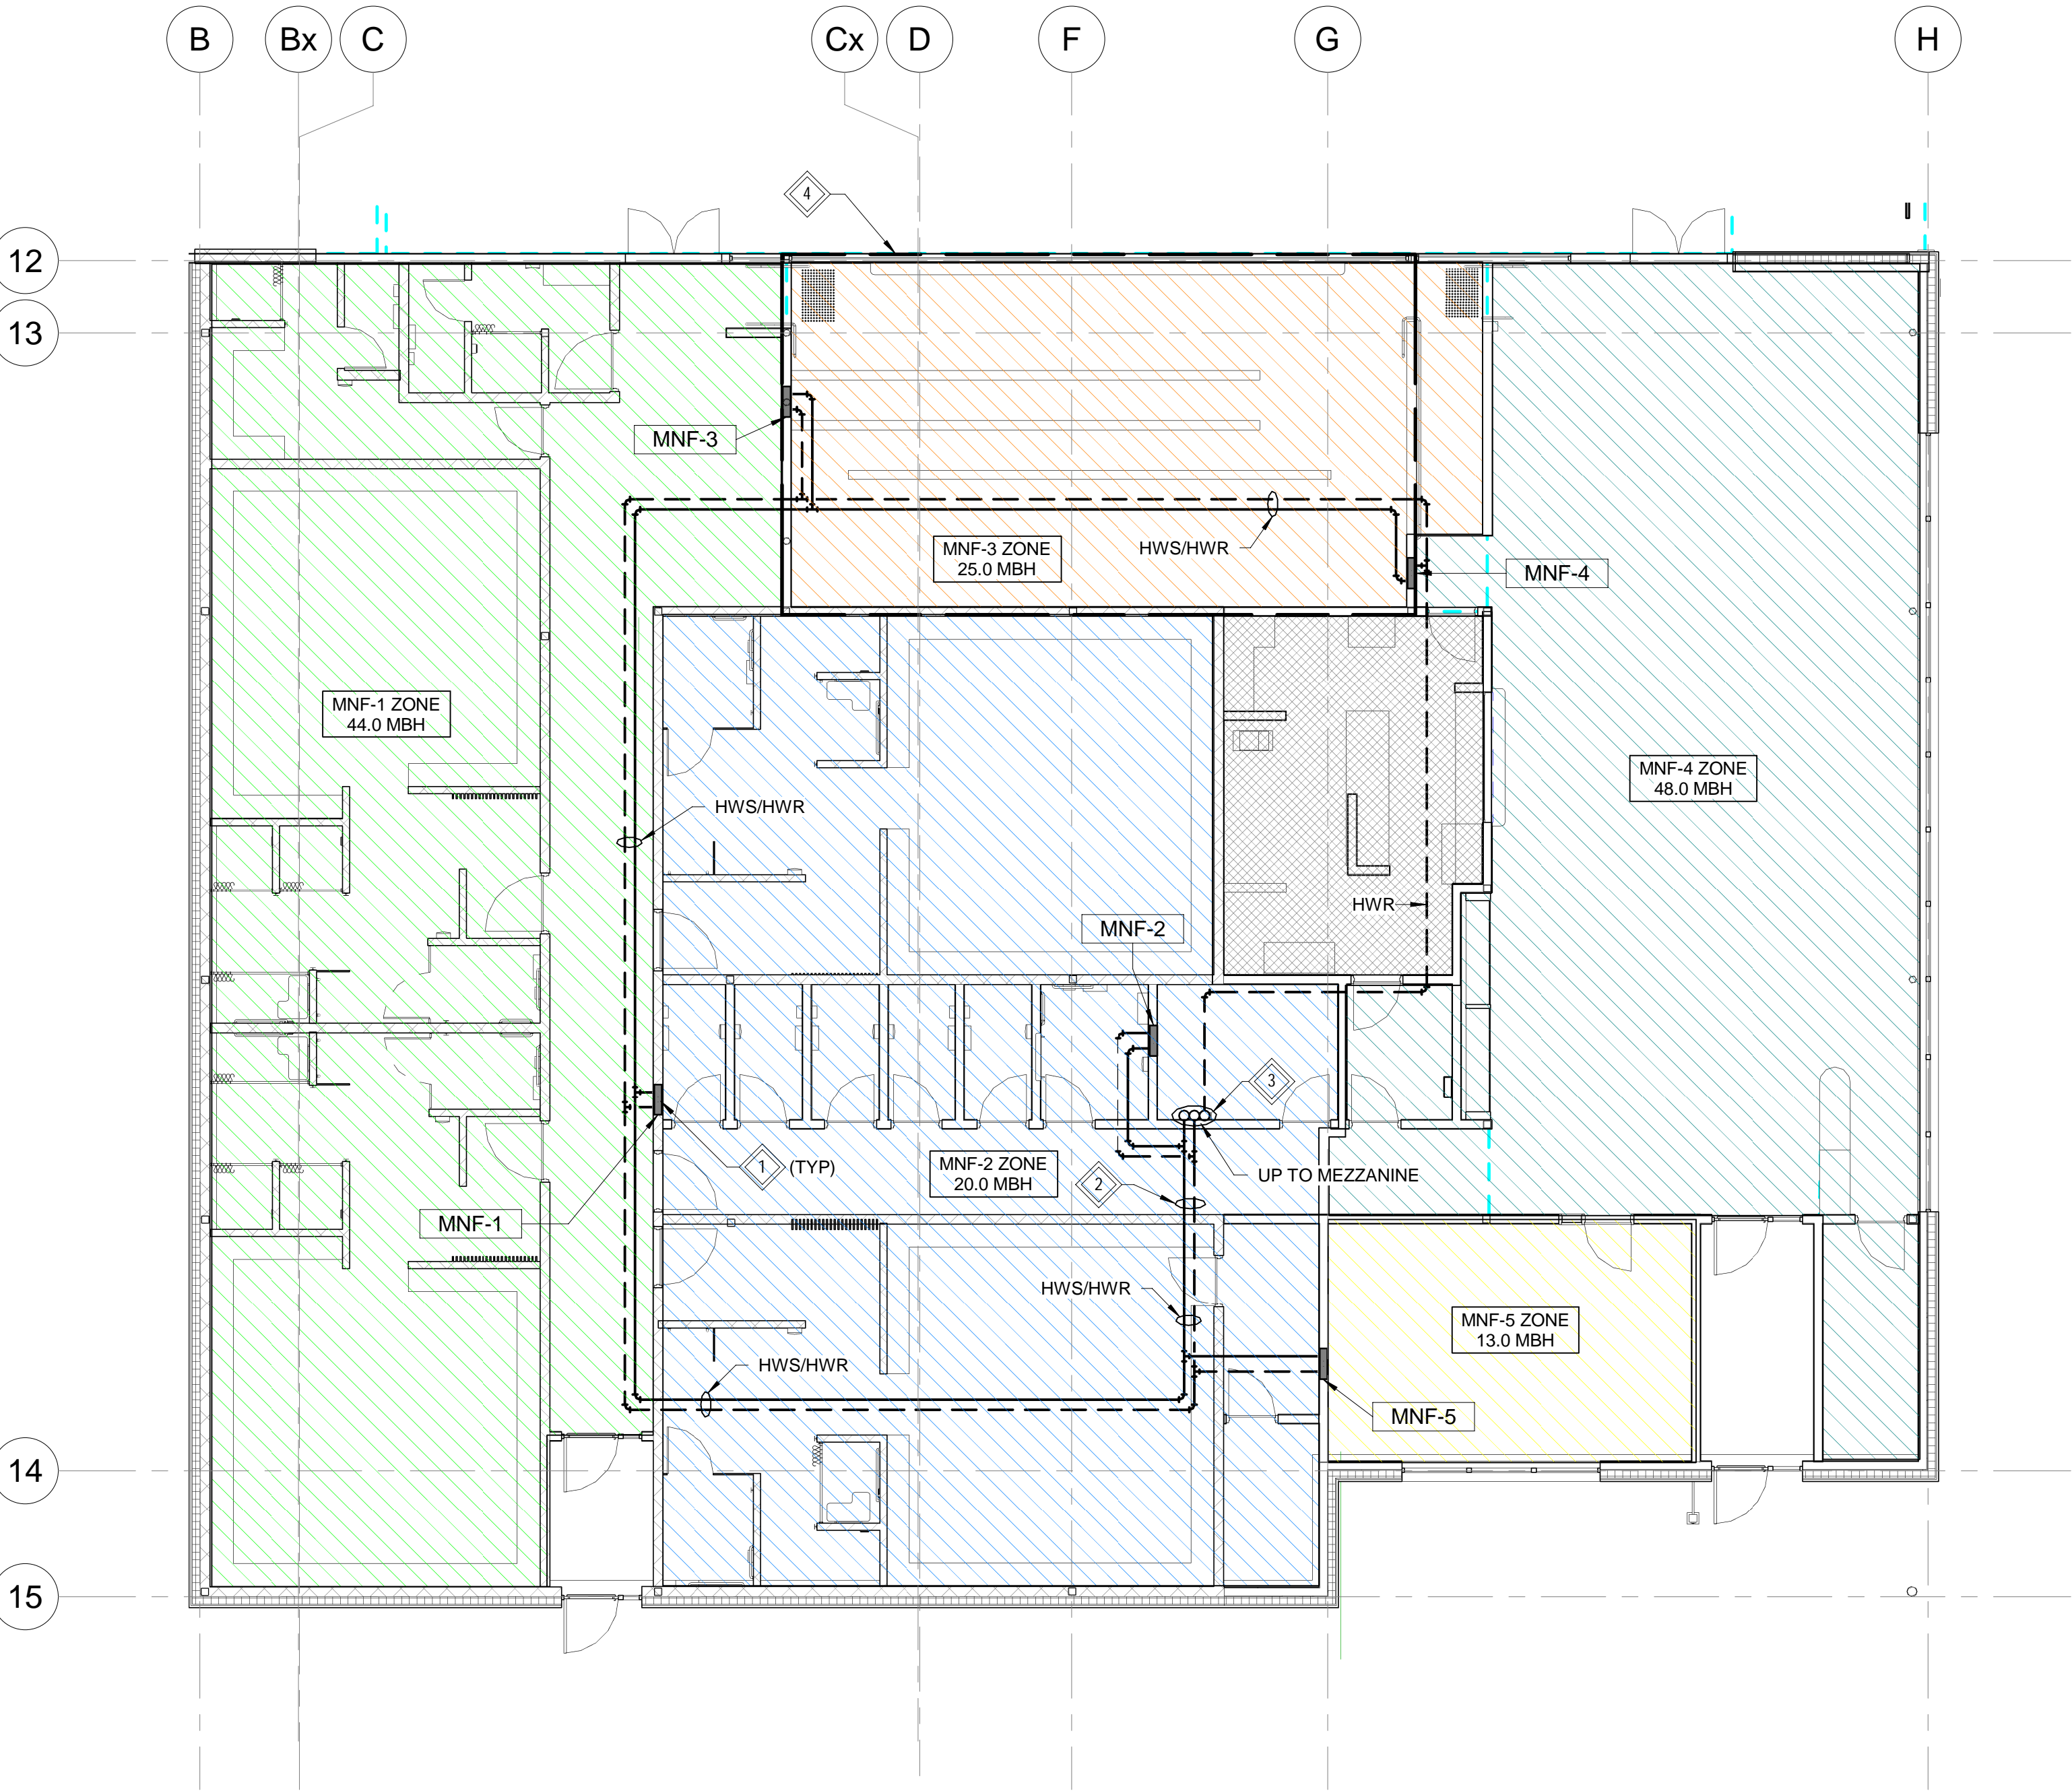 B
Bx
C
Cx
D
F
G
H
4
12
13
MNF-3
HWS/HWR
MNF-3 ZONE
25.0 MBH
MNF-4
MNF-1 ZONE
44.0 MBH
MNF-4 ZONE
48.0 MBH
HWS/HWR
HWR
MNF-2
3
1
(TYP)
MNF-2 ZONE
20.0 MBH
2
UP TO MEZZANINE
MNF-1
HWS/HWR
MNF-5 ZONE
13.0 MBH
HWS/HWR
MNF-5
14
15